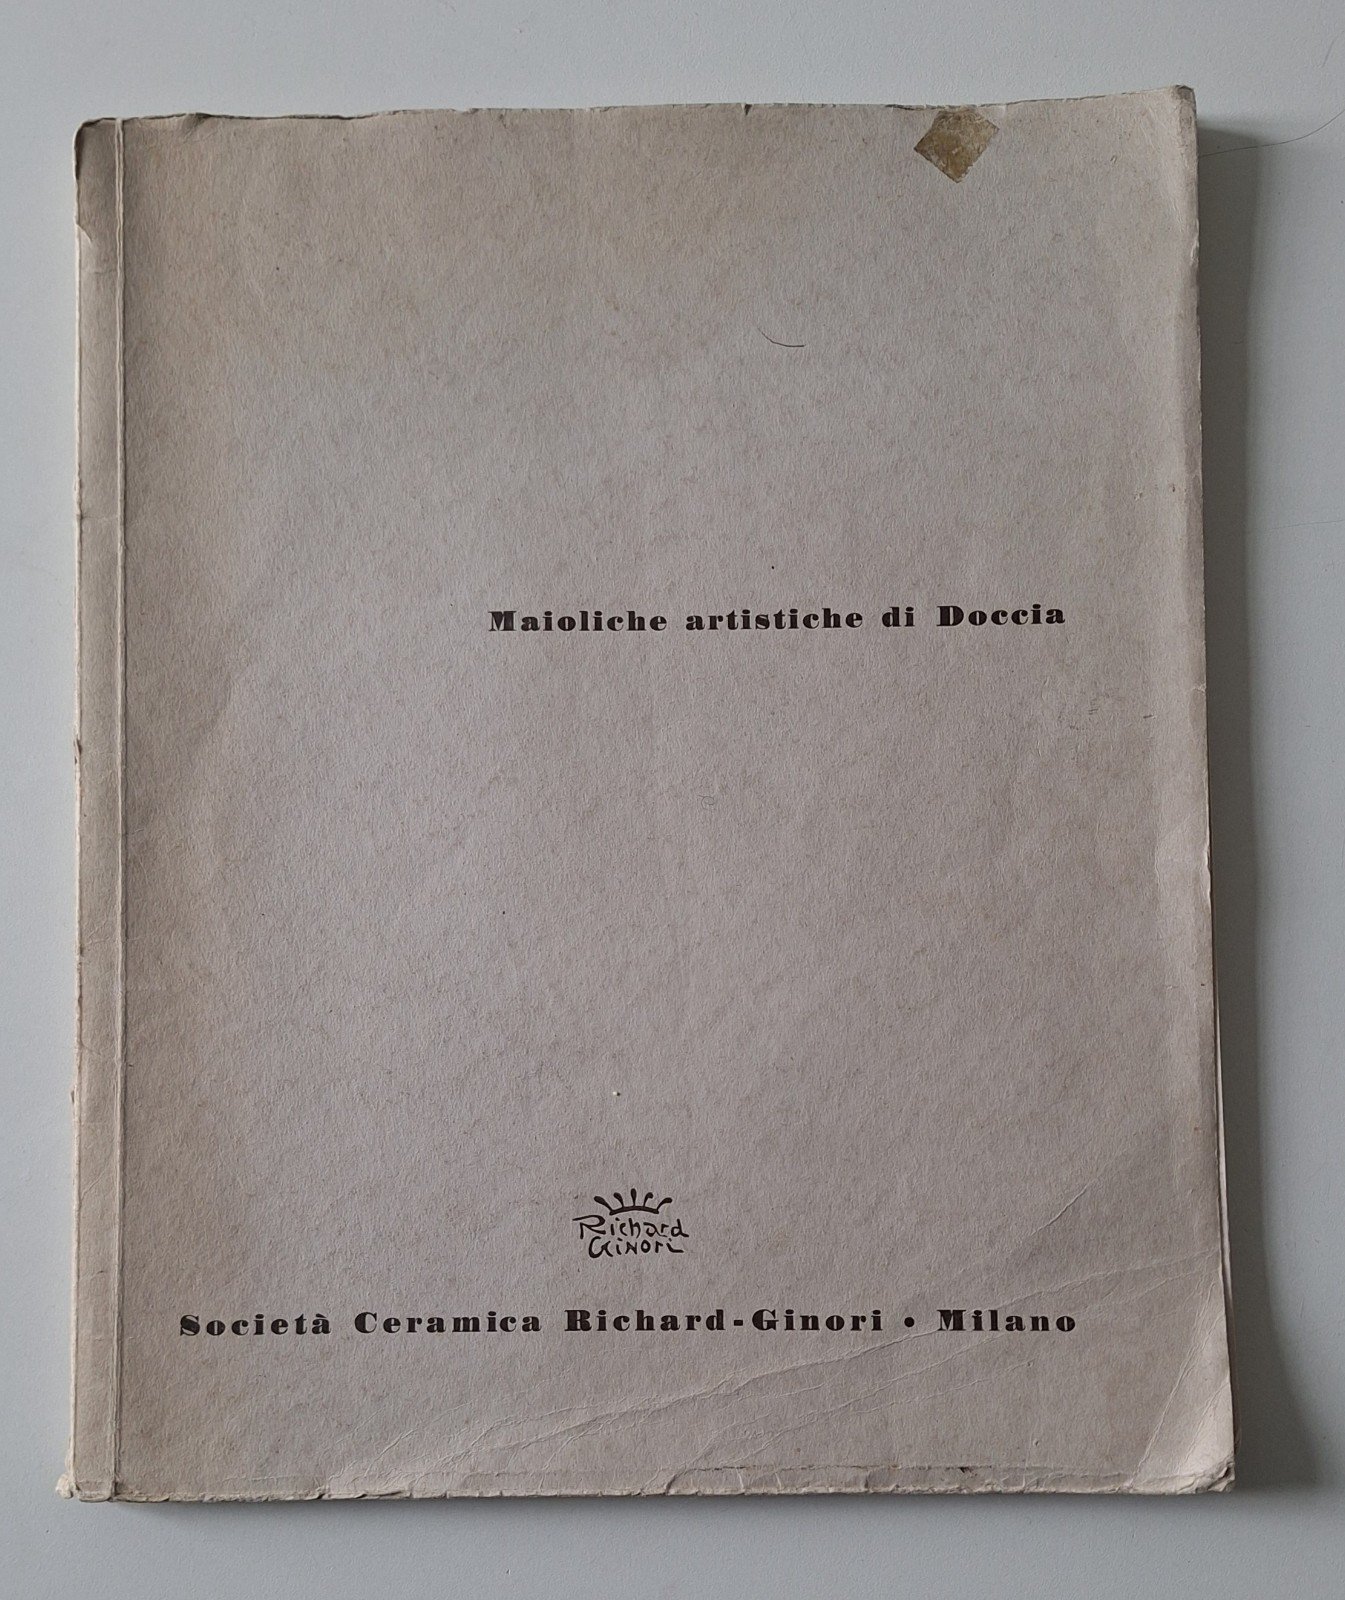 Maioliche artistiche di Doccia
Richard
Ginori
Società Ceramica Richard-Ginori • Milano